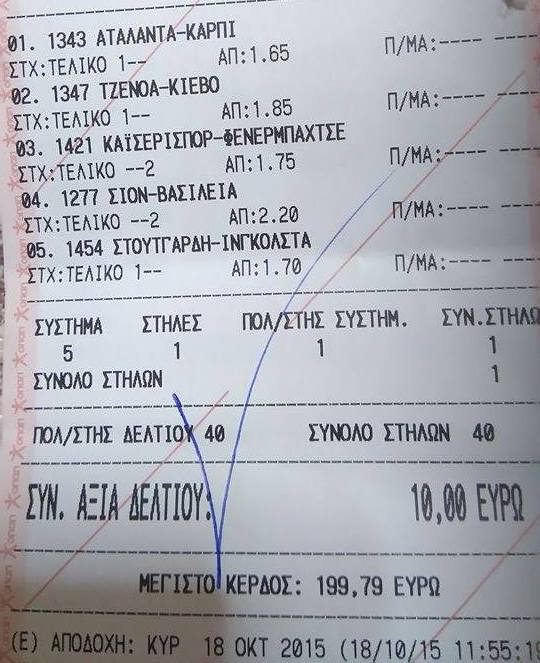 01. 1343 ΑΤΑΛΑΝΤΑ-ΚΑΡΠΙ
ΣΤΧ:ΤΕΛΙΚΟ 1-- ΑΠ:1.65 Π/ΜΑ:---- ----
02. 1347 ΤΖΕΝΟΑ-ΚΙΕΒΟ
ΣΤΧ:ΤΕΛΙΚΟ 1-- ΑΠ:1.85 Π/ΜΑ:---- ----
03. 1421 ΚΑΪΣΕΡΙΣΠΟΡ-ΦΕΝΕΡΜΠΑΧΤΣΕ
ΣΤΧ:ΤΕΛΙΚΟ --2 ΑΠ:1.75 Π/ΜΑ:---- ----
04. 1277 ΣΙΟΝ-ΒΑΣΙΛΕΙΑ
ΣΤΧ:ΤΕΛΙΚΟ --2 ΑΠ:2.20 Π/ΜΑ:---- ----
05. 1454 ΣΤΟΥΤΓΑΡΔΗ-ΙΝΓΚΟΛΣΤΑ
ΣΤΧ:ΤΕΛΙΚΟ 1-- ΑΠ:1.70 Π/ΜΑ:---- ----
ΣΥΣΤΗΜΑ ΣΤΗΛΕΣ ΠΟΛ/ΣΤΗΣ ΣΥΣΤΗΜ. ΣΥΝ.ΣΤΗΛΩ
5 1 1 1
ΣΥΝΟΛΟ ΣΤΗΛΩΝ 1
ΠΟΛ/ΣΤΗΣ ΔΕΛΤΙΟΥ 40 ΣΥΝΟΛΟ ΣΤΗΛΩΝ 40
ΣΥΝ. ΑΞΙΑ ΔΕΛΤΙΟΥ: 10,00 ΕΥΡΩ
ΜΕΓΙΣΤΟ ΚΕΡΔΟΣ: 199,79 ΕΥΡΩ
(Ε) ΑΠΟΔΟΧΗ: ΚΥΡ 18 ΟΚΤ 2015 (18/10/15 11:55:19